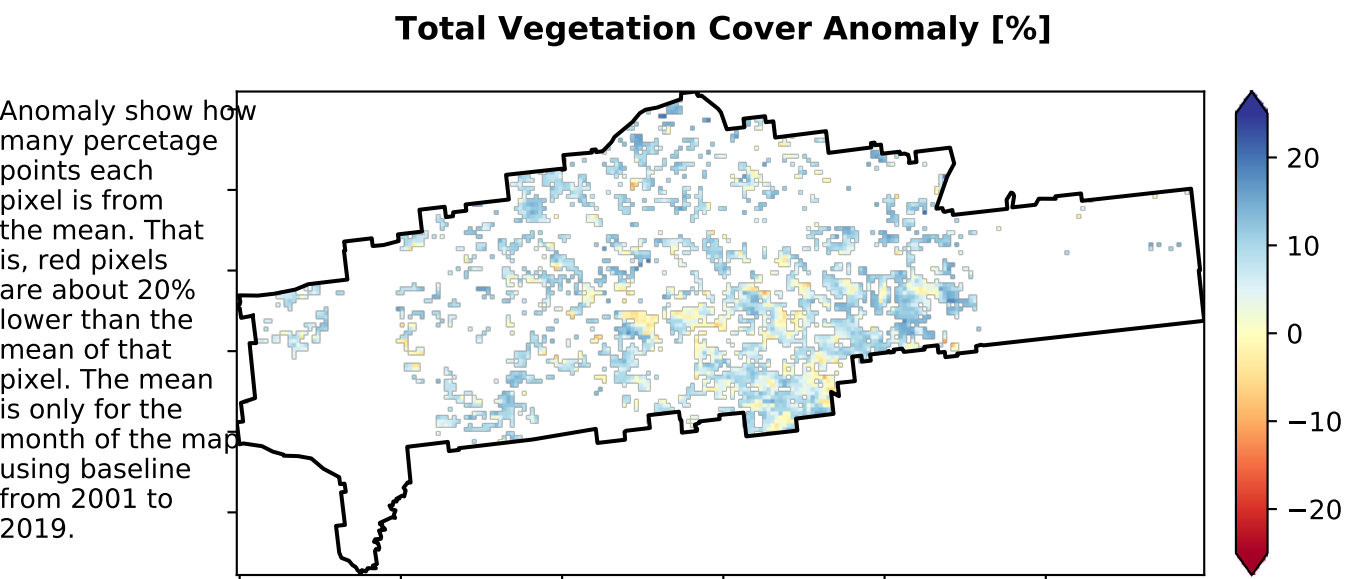 Total Vegetation Cover Anomaly [%]
Anomaly show how
many percetage
points each
pixel is from
the mean. That
is, red pixels
are about 20%
lower than the
mean of that
pixel. The mean
is only for the
month of the map
using baseline
from 2001 to
2019.
20
10
0
−10
−20